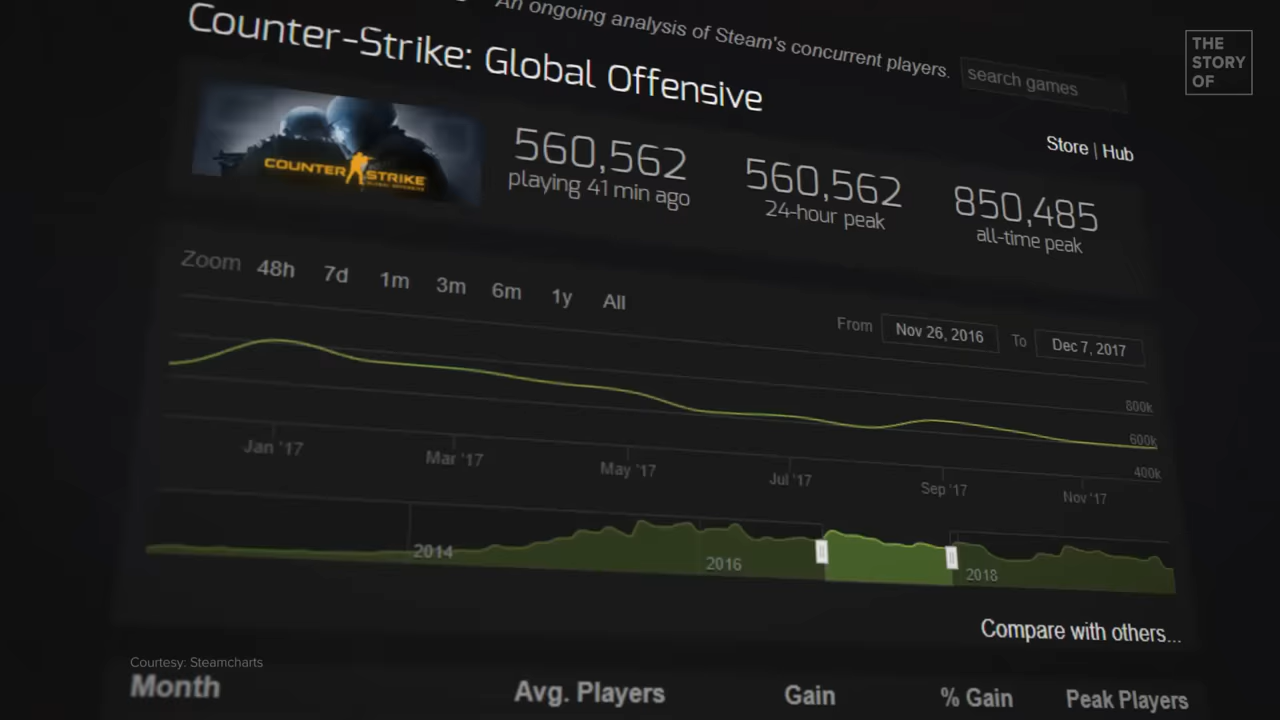 An ongoing analysis of Steam's concurrent players.
search games
THE
STORY
OF
Counter-Strike: Global Offensive
Store | Hub
COUNTER STRIKE
GLOBAL OFFENSIVE
560,562
playing 41 min ago
560,562
24-hour peak
850,485
all-time peak
Zoom 48h 7d 1m 3m 6m 1y All
From Nov 26, 2016 To Dec 7, 2017
800k
600k
400k
Jan '17 Mar '17 May '17 Jul '17 Sep '17 Nov '17
2014 2016 2018
Compare with others...
Courtesy: Steamcharts
Month Avg. Players Gain % Gain Peak Players